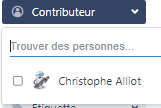 Contributeur
Trouver des personnes...
Christophe Alliot
Étiquette